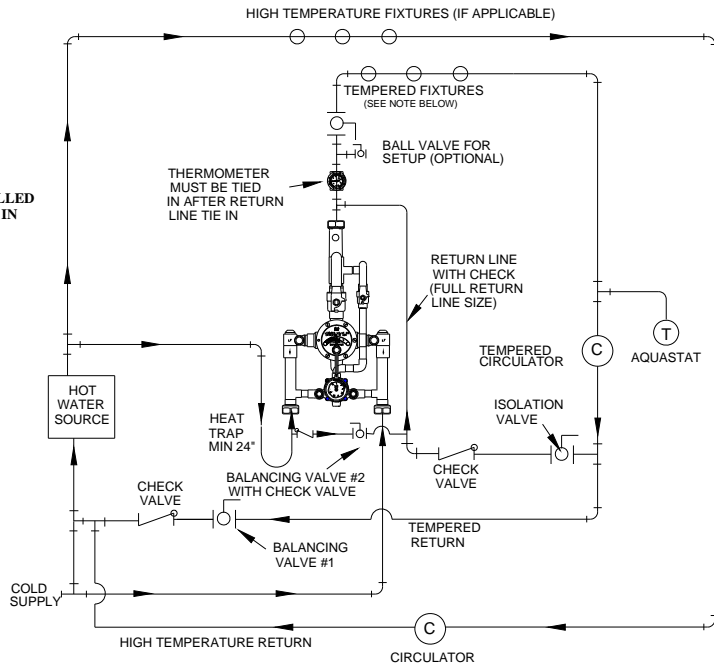 HIGH TEMPERATURE FIXTURES (IF APPLICABLE)
TEMPERED FIXTURES
(SEE NOTE BELOW)
BALL VALVE FOR
SETUP (OPTIONAL)
THERMOMETER
MUST BE TIED
IN AFTER RETURN
LINE TIE IN
LLED
IN
RETURN LINE
WITH CHECK
(FULL RETURN
LINE SIZE)
T
AQUASTAT
TEMPERED
CIRCULATOR
C
HOT
WATER
SOURCE
HEAT
TRAP
MIN 24"
ISOLATION
VALVE
BALANCING VALVE #2
WITH CHECK VALVE
CHECK
VALVE
CHECK
VALVE
TEMPERED
RETURN
BALANCING
VALVE #1
COLD
SUPPLY
HIGH TEMPERATURE RETURN
C
CIRCULATOR